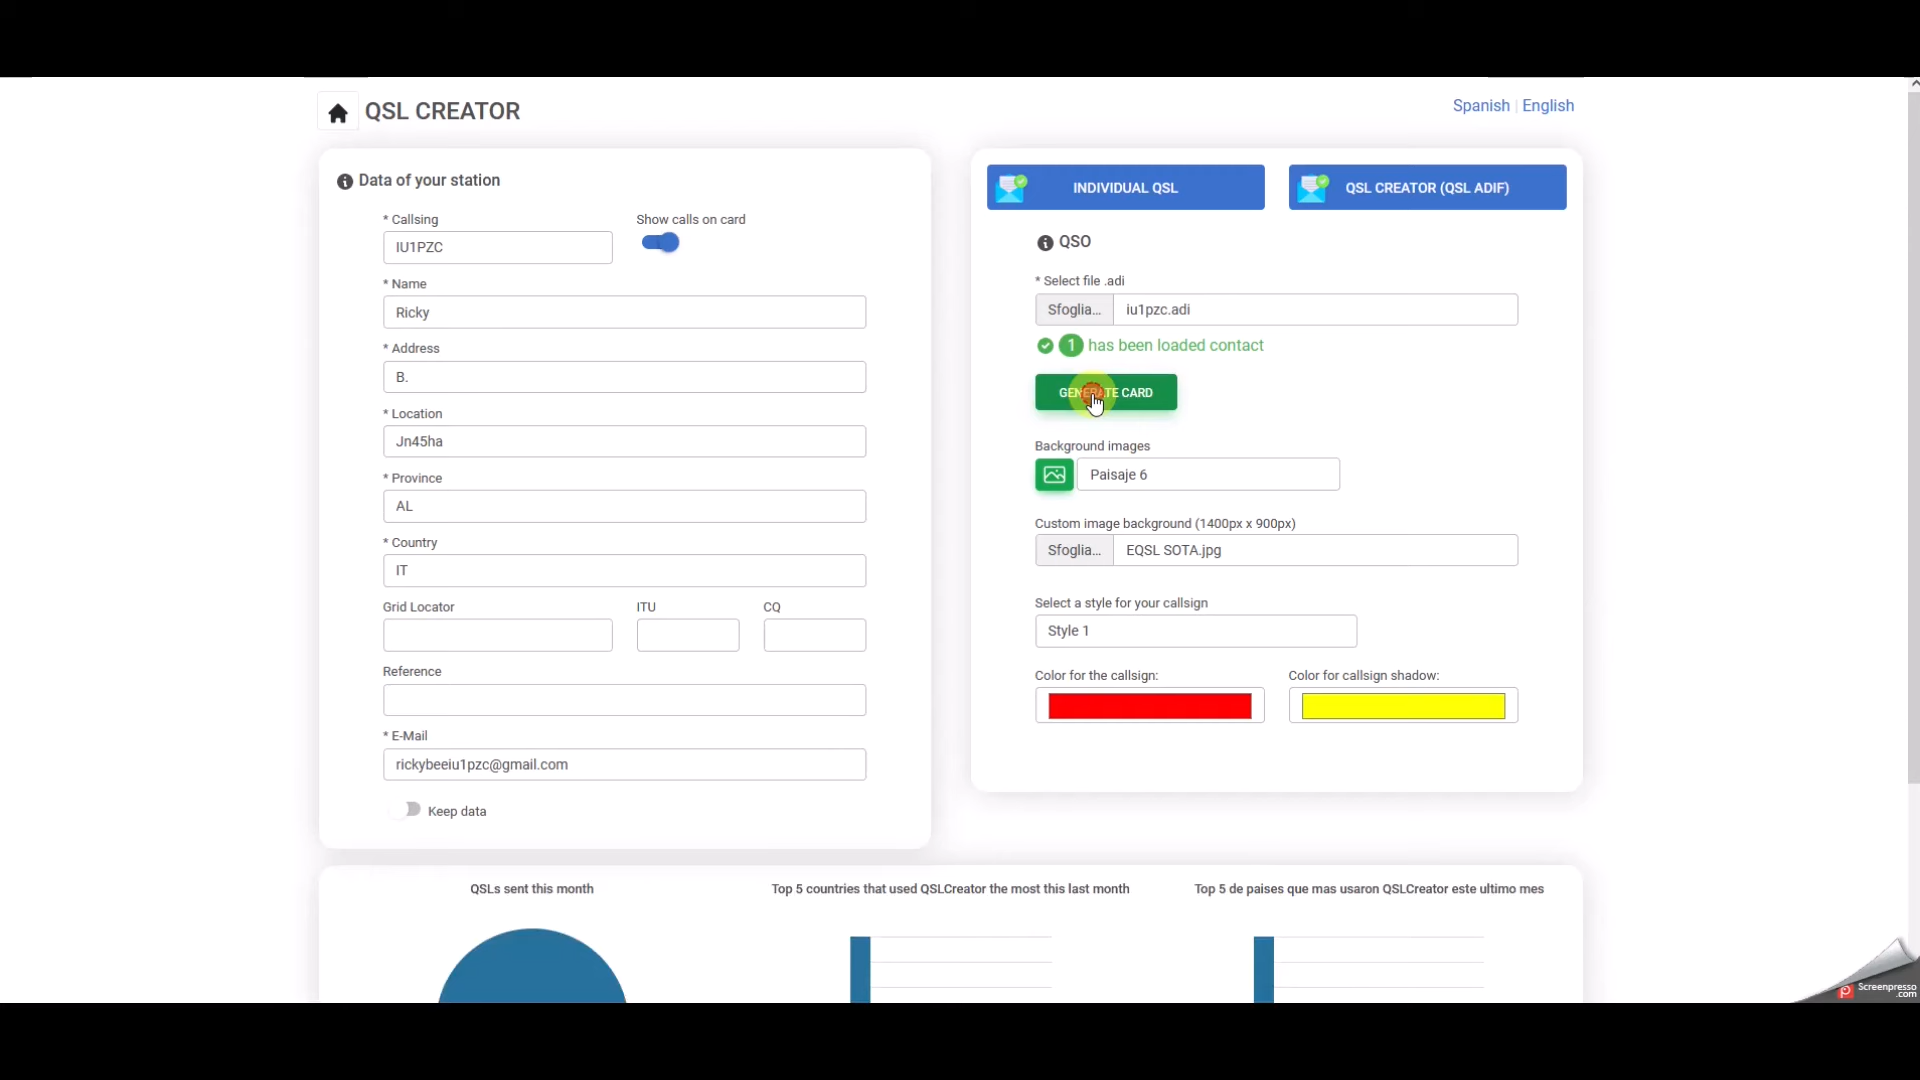 QSL CREATOR
Spanish | English
Data of your station
* Callsing
Show calls on card
IU1PZC
* Name
Ricky
* Address
B.
* Location
Jn45ha
* Province
AL
* Country
IT
Grid Locator
ITU
CQ
Reference
* E-Mail
rickybeeiu1pzc@gmail.com
Keep data
INDIVIDUAL QSL
QSL CREATOR (QSL ADIF)
QSO
* Select file .adi
Sfoglia... iu1pzc.adi
1 has been loaded contact
GENERATE CARD
Background images
Paisaje 6
Custom image background (1400px x 900px)
Sfoglia... EQSL SOTA.jpg
Select a style for your callsign
Style 1
Color for the callsign:
Color for callsign shadow:
QSLs sent this month
Top 5 countries that used QSLCreator the most this last month
Top 5 de paises que mas usaron QSLCreator este ultimo mes
Screenpresso
.com